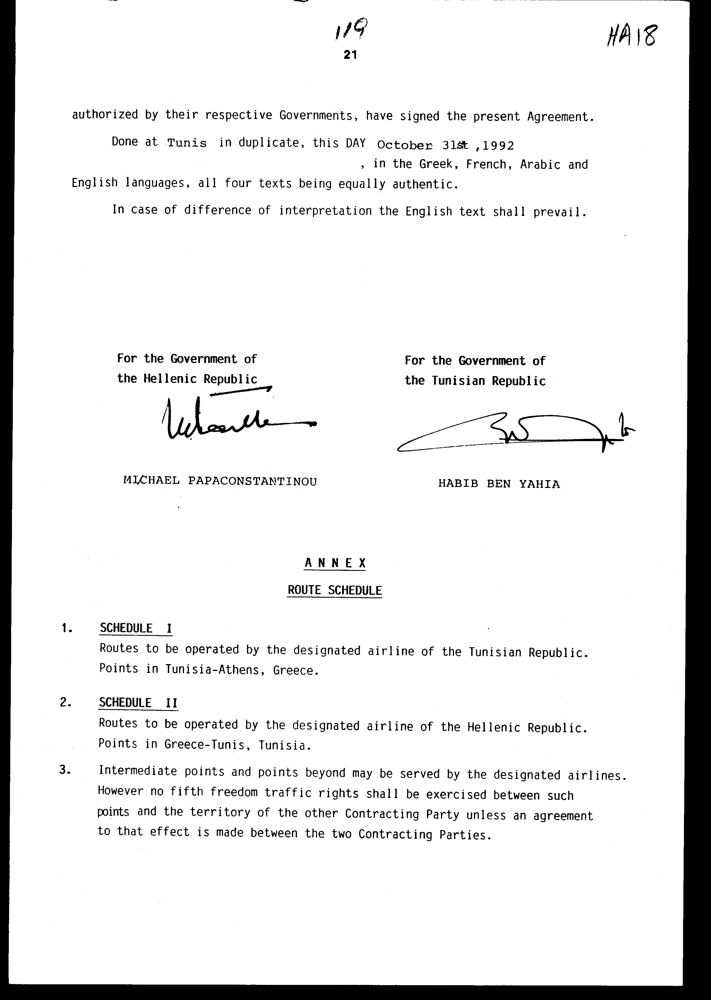 119
HA18
21
authorized by their respective Governments, have signed the present Agreement.
Done at Tunis in duplicate, this DAY October 31st ,1992
, in the Greek, French, Arabic and
English languages, all four texts being equally authentic.
In case of difference of interpretation the English text shall prevail.
For the Government of
the Hellenic Republic
For the Government of
the Tunisian Republic
MICHAEL PAPACONSTANTINOU
HABIB BEN YAHIA
A N N E X
ROUTE SCHEDULE
1. SCHEDULE I
Routes to be operated by the designated airline of the Tunisian Republic.
Points in Tunisia-Athens, Greece.
2. SCHEDULE II
Routes to be operated by the designated airline of the Hellenic Republic.
Points in Greece-Tunis, Tunisia.
3. Intermediate points and points beyond may be served by the designated airlines.
However no fifth freedom traffic rights shall be exercised between such
points and the territory of the other Contracting Party unless an agreement
to that effect is made between the two Contracting Parties.